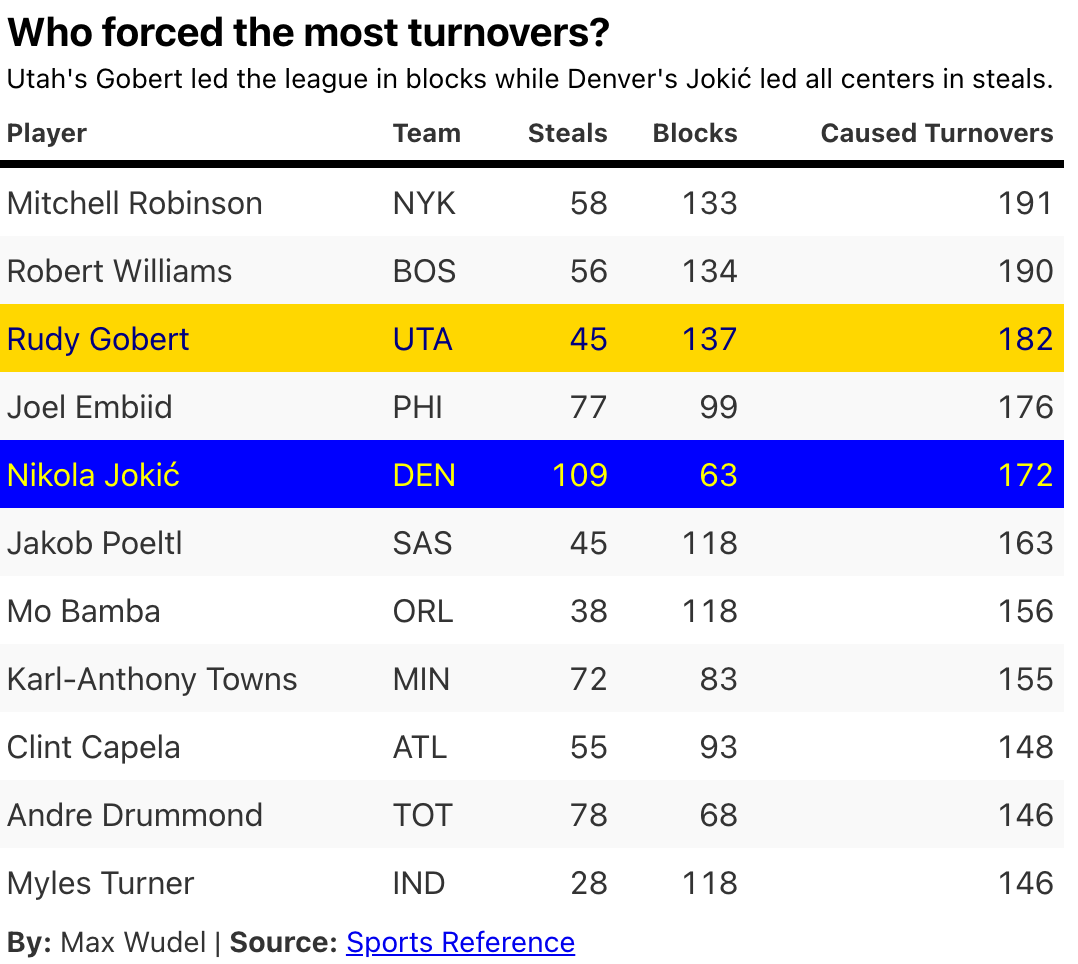 Who forced the most turnovers?
Utah's Gobert led the league in blocks while Denver's Jokić led all centers in steals.
Player Team Steals Blocks Caused Turnovers
Mitchell Robinson NYK 58 133 191
Robert Williams BOS 56 134 190
Rudy Gobert UTA 45 137 182
Joel Embiid PHI 77 99 176
Nikola Jokić DEN 109 63 172
Jakob Poeltl SAS 45 118 163
Mo Bamba ORL 38 118 156
Karl-Anthony Towns MIN 72 83 155
Clint Capela ATL 55 93 148
Andre Drummond TOT 78 68 146
Myles Turner IND 28 118 146
By: Max Wudel | Source: Sports Reference